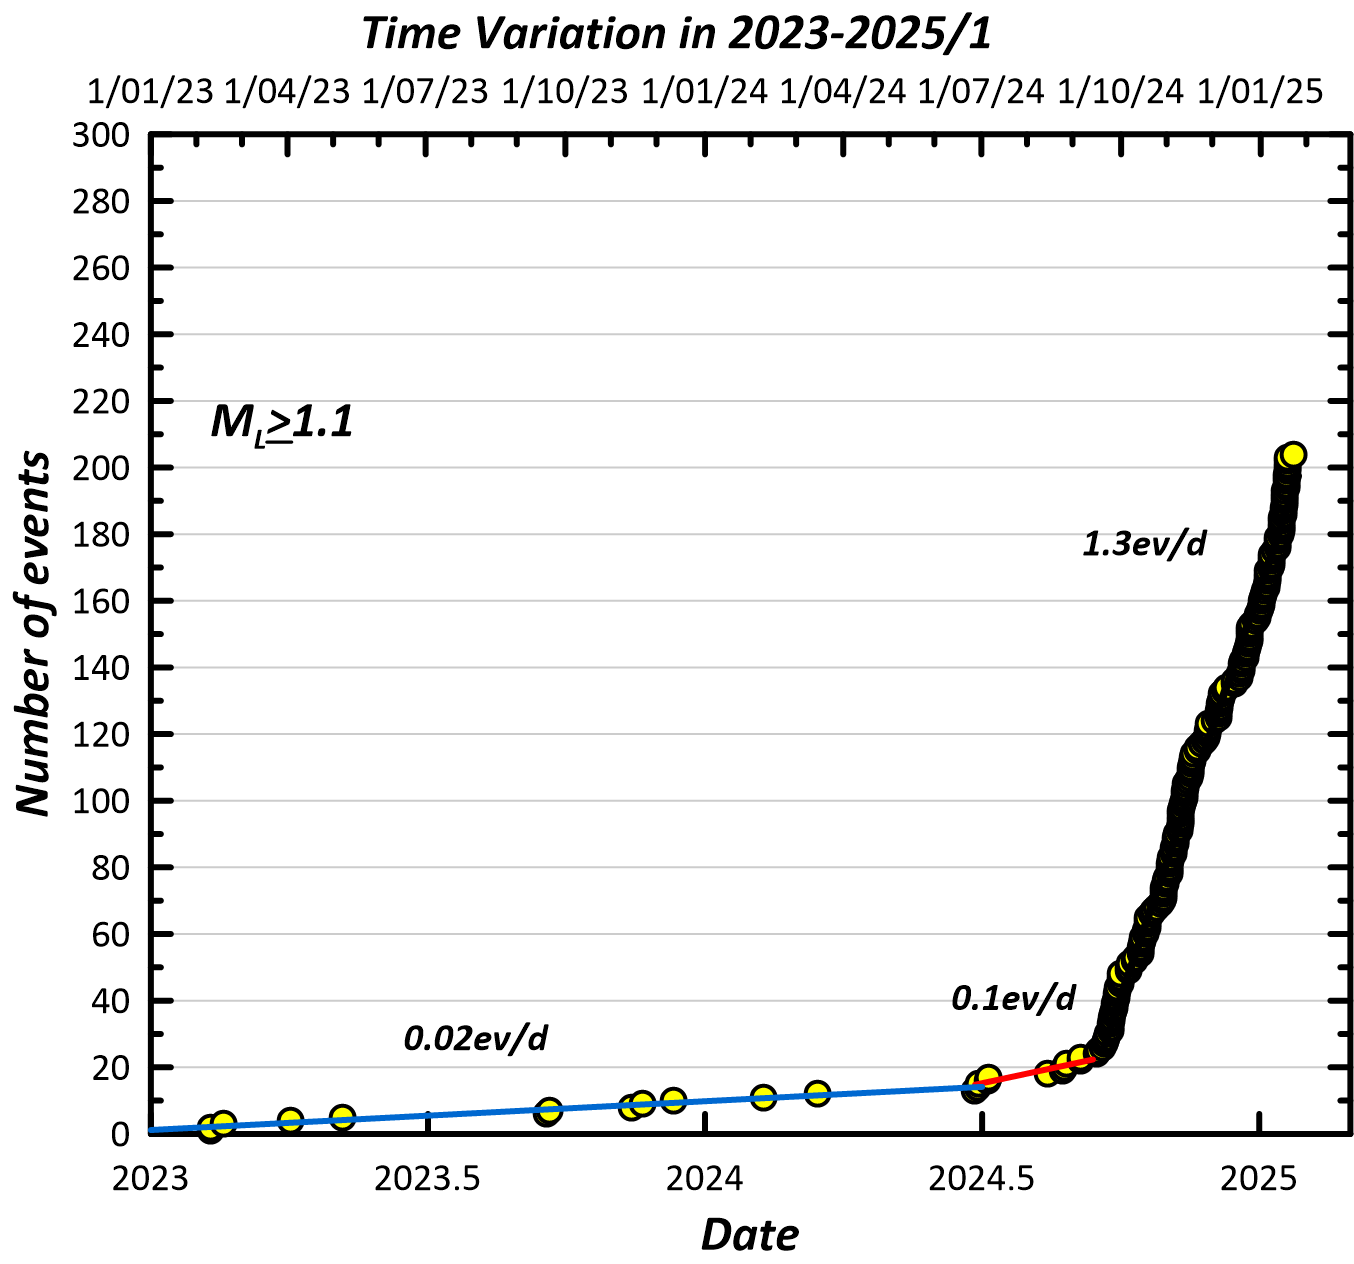 Time Variation in 2023-2025/1
1/01/23 1/04/23 1/07/23 1/10/23 1/01/24 1/04/24 1/07/24 1/10/24 1/01/25
300
280
260
240
220
200
180
160
140
120
100
80
60
40
20
0
Number of events
ML≥1.1
1.3ev/d
0.1ev/d
0.02ev/d
2023 2023.5 2024 2024.5 2025
Date